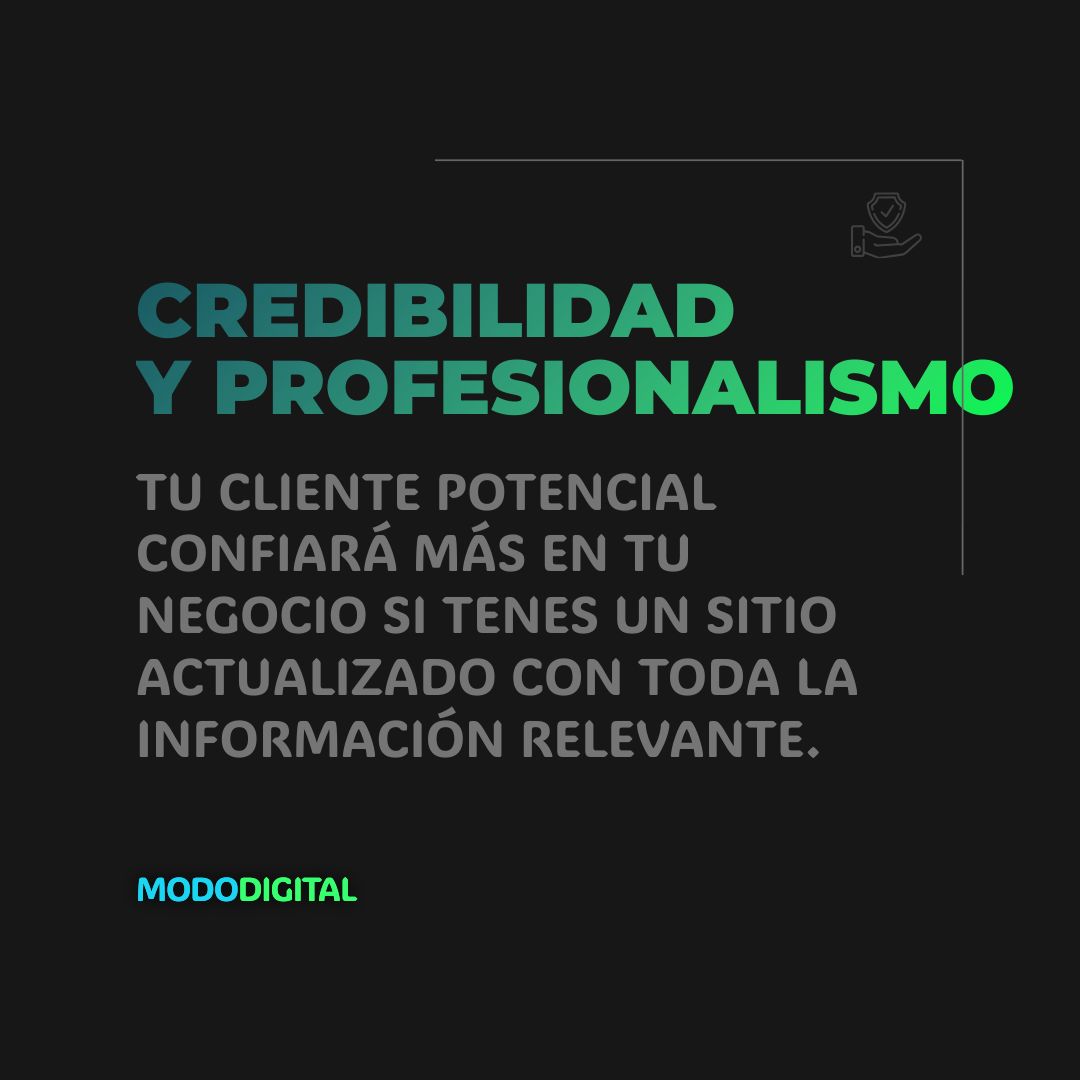 CREDIBILIDAD
Y PROFESIONALISMO
TU CLIENTE POTENCIAL
CONFIARÁ MÁS EN TU
NEGOCIO SI TENES UN SITIO
ACTUALIZADO CON TODA LA
INFORMACIÓN RELEVANTE.
MODODIGITAL